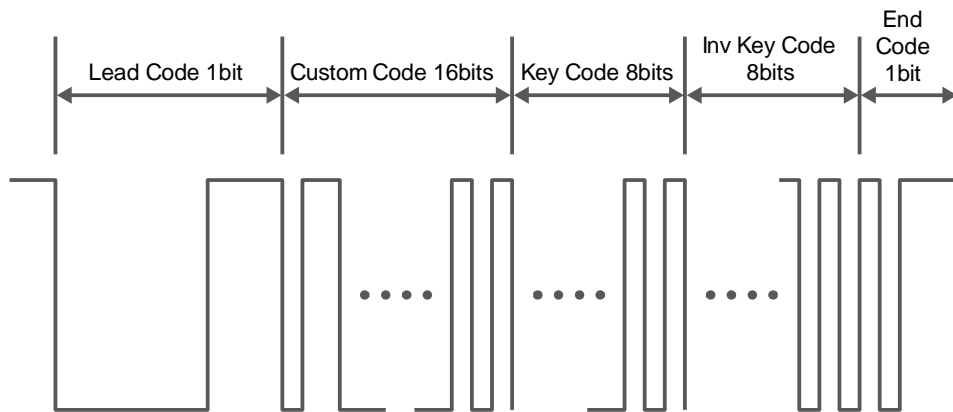 Lead Code 1bit
Custom Code 16bits
Key Code 8bits
Inv Key Code
8bits
End
Code
1bit